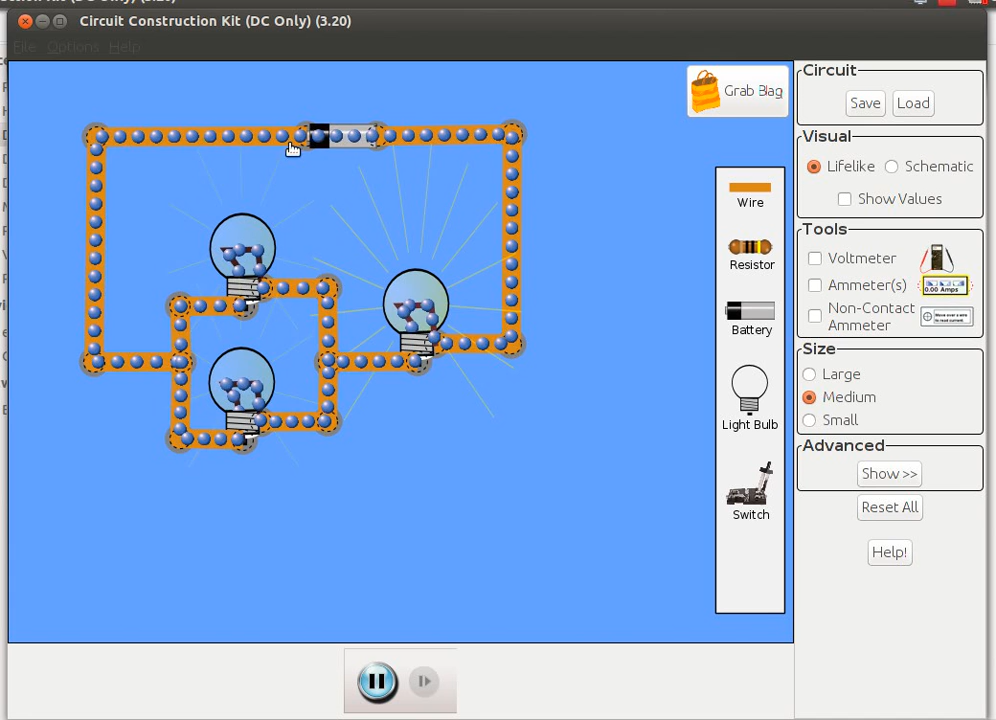 Circuit Construction Kit (DC Only) (3.20)
File Options Help
Grab Blag
Circuit
Save Load
Visual
Lifelike Schematic
Show Values
Wire
Resistor
Battery
Light Bulb
Switch
Tools
Voltmeter
Ammeter(s)
0.00 Amps
Non-Contact
Ammeter
Size
Large
Medium
Small
Advanced
Show >>
Reset All
Help!